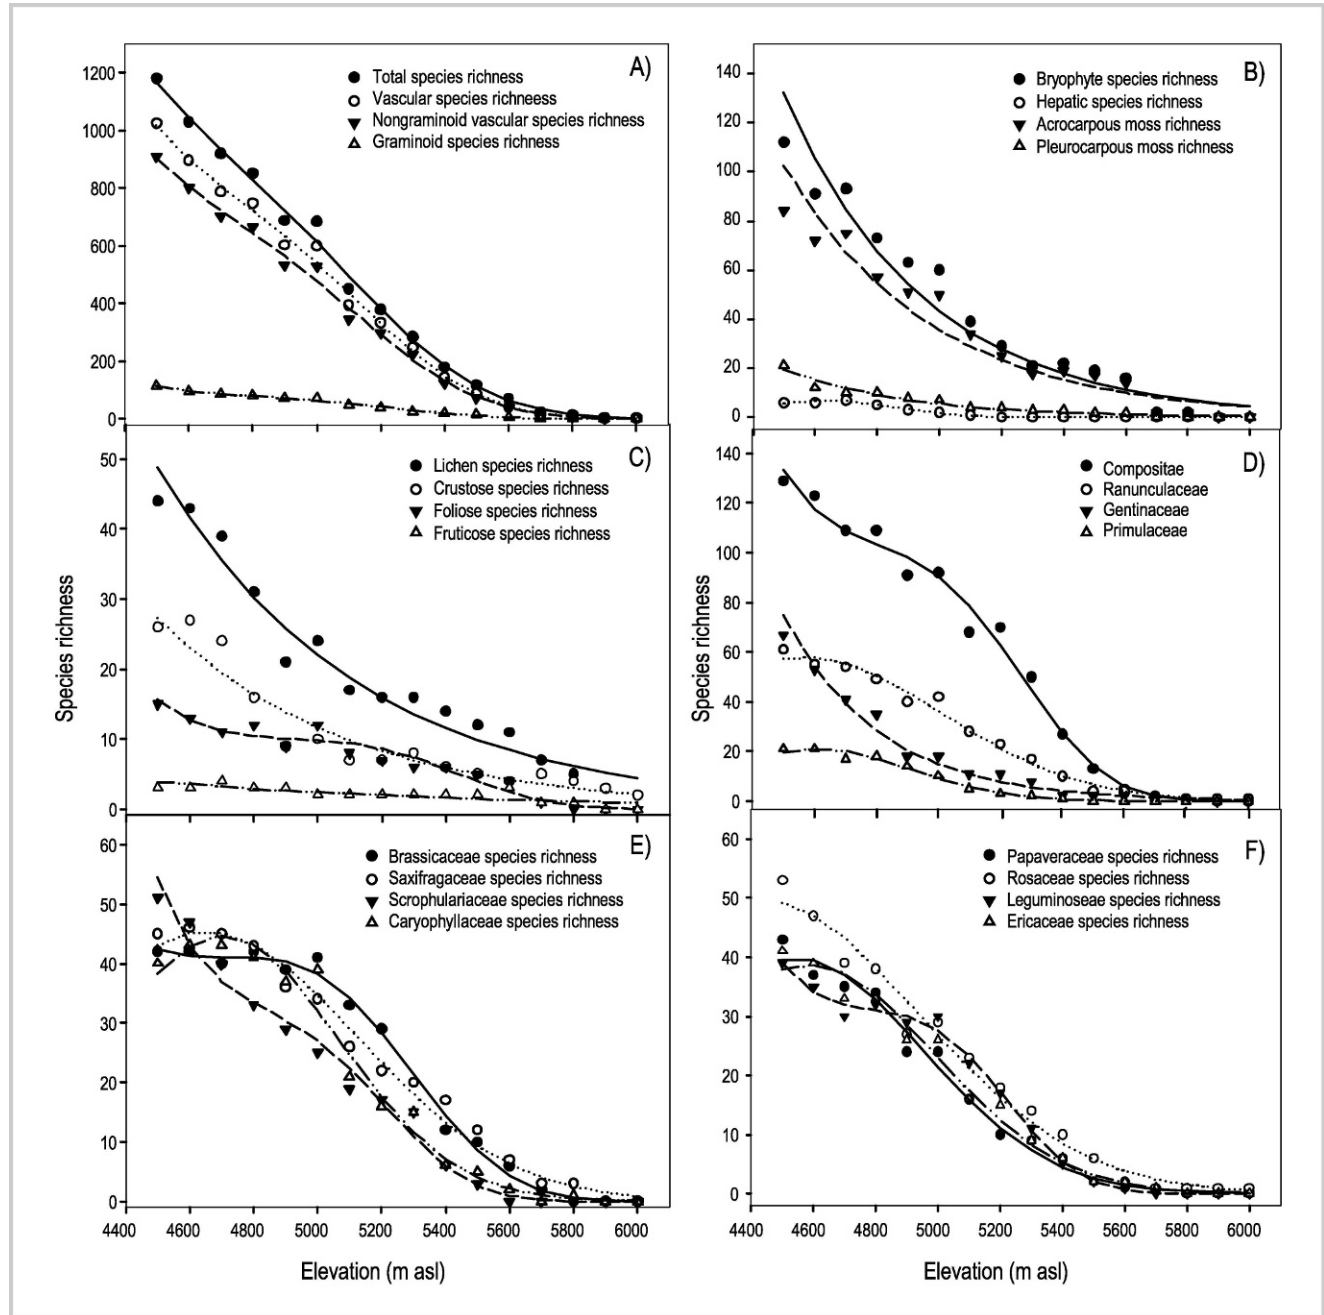 A)
1200
1000
800
600
400
200
0
Total species richness
Vascular species richneess
Nongraminoid vascular species richness
Graminoid species richness
B)
140
120
100
80
60
40
20
0
Bryophyte species richness
Hepatic species richness
Acrocarpous moss richness
Pleurocarpous moss richness
C)
50
40
30
20
10
0
Lichen species richness
Crustose species richness
Foliose species richness
Fruticose species richness
Species richness
D)
140
120
100
80
60
40
20
0
Compositae
Ranunculaceae
Gentinaceae
Primulaceae
Species richness
E)
60
50
40
30
20
10
0
Brassicaceae species richness
Saxifragaceae species richness
Scrophulariaceae species richness
Caryophyllaceae species richness
4400 4600 4800 5000 5200 5400 5600 5800 6000
Elevation (m asl)
F)
60
50
40
30
20
10
0
Papaveraceae species richness
Rosaceae species richness
Leguminoseae species richness
Ericaceae species richness
4400 4600 4800 5000 5200 5400 5600 5800 6000
Elevation (m asl)